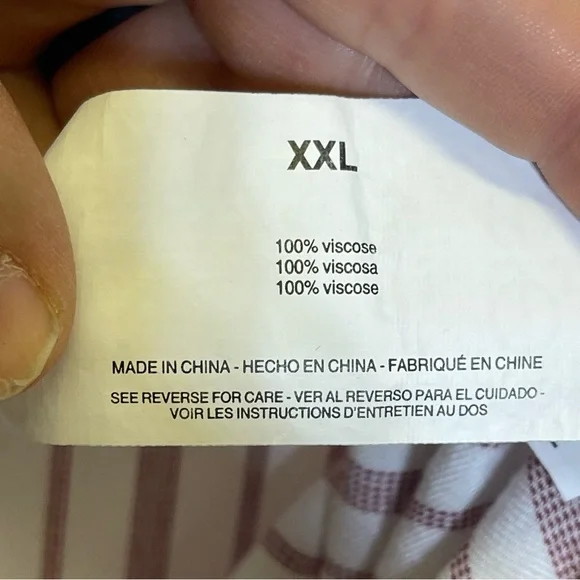 XXL
100% viscose
100% viscosa
100% viscose
MADE IN CHINA - HECHO EN CHINA - FABRIQUÉ EN CHINE
SEE REVERSE FOR CARE - VER AL REVERSO PARA EL CUIDADO -
VOIR LES INSTRUCTIONS D'ENTRETIEN AU DOS